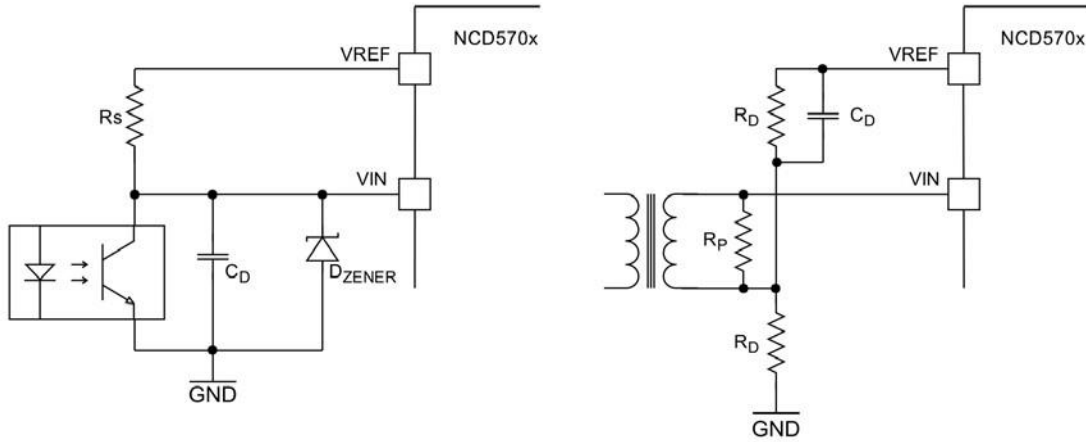 NCD570x
VREF
Rs
VIN
CD
DZENER
GND
NCD570x
VREF
RD
CD
VIN
RP
RD
GND